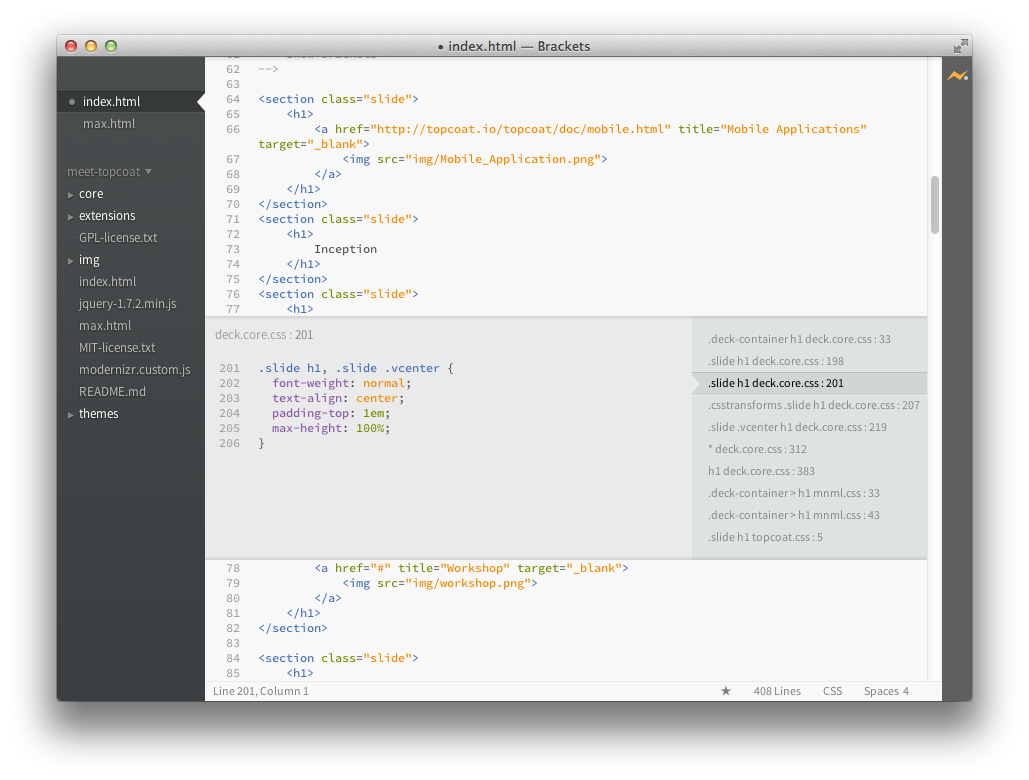 index.html — Brackets
index.html
max.html
meet-topcoat
core
extensions
GPL-license.txt
img
index.html
jquery-1.7.2.min.js
max.html
MIT-license.txt
modernizr.custom.js
README.md
themes
62 -->
63
64 <section class="slide">
65     <h1>
66         <a href="http://topcoat.io/topcoat/doc/mobile.html" title="Mobile Applications"
target="_blank">
67             <img src="img/Mobile_Application.png">
68         </a>
69     </h1>
70 </section>
71 <section class="slide">
72     <h1>
73         Inception
74     </h1>
75 </section>
76 <section class="slide">
77     <h1>
deck.core.css : 201
201 .slide h1, .slide .vcenter {
202   font-weight: normal;
203   text-align: center;
204   padding-top: 1em;
205   max-height: 100%;
206 }
.deck-container h1 deck.core.css : 33
.slide h1 deck.core.css : 198
.slide h1 deck.core.css : 201
.csstransforms .slide h1 deck.core.css : 207
.slide .vcenter h1 deck.core.css : 219
* deck.core.css : 312
h1 deck.core.css : 383
.deck-container > h1 mnml.css : 33
.deck-container > h1 mnml.css : 43
.slide h1 topcoat.css : 5
78         <a href="#" title="Workshop" target="_blank">
79             <img src="img/workshop.png">
80         </a>
81     </h1>
82 </section>
83
84 <section class="slide">
85     <h1>
Line 201, Column 1
408 Lines
CSS
Spaces 4